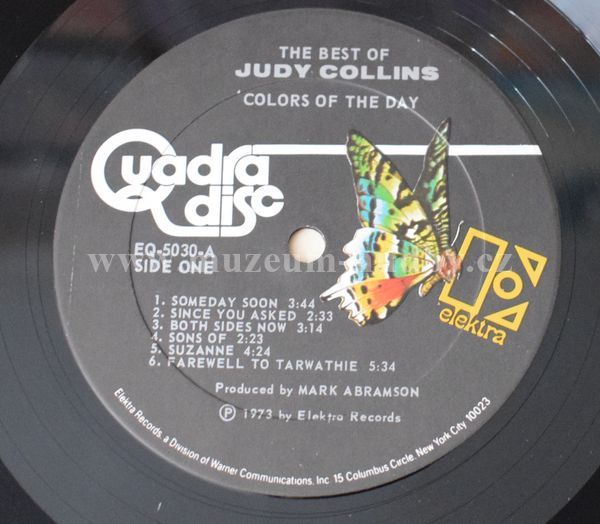 THE BEST OF
JUDY COLLINS
COLORS OF THE DAY
Quadra
disc
EQ-5030-A
SIDE ONE
1. SOMEDAY SOON 3:44
2. SINCE YOU ASKED 2:33
3. BOTH SIDES NOW 3:14
4. SONS OF 2:23
5. SUZANNE 4:24
6. FAREWELL TO TARWATHIE 5:34
elektra
Produced by MARK ABRAMSON
℗ 1973 by Elektra Records
Elektra Records, a Division of Warner Communications, Inc 15 Columbus Circle, New York City 10023